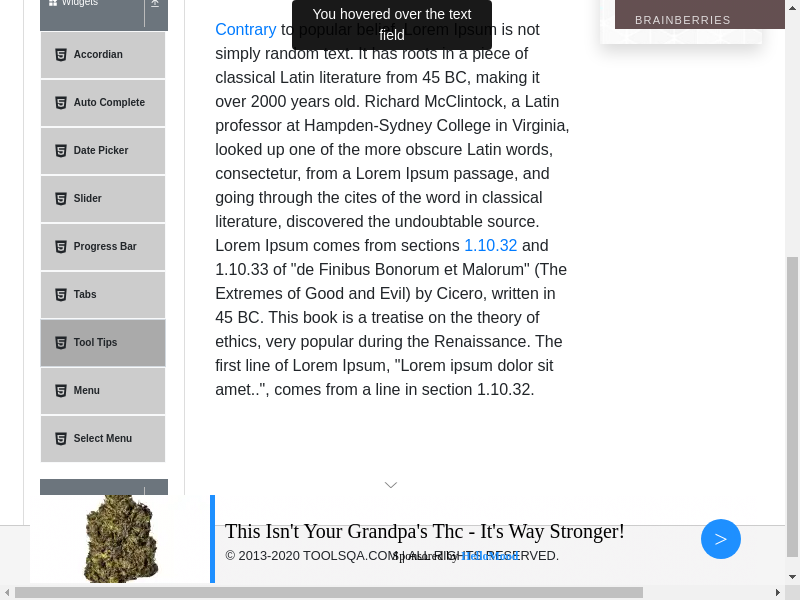 Widgets
Accordian
Auto Complete
Date Picker
Slider
Progress Bar
Tabs
Tool Tips
Menu
Select Menu
You hovered over the text
field
Contrary to popular belief, Lorem Ipsum is not
simply random text. It has roots in a piece of
classical Latin literature from 45 BC, making it
over 2000 years old. Richard McClintock, a Latin
professor at Hampden-Sydney College in Virginia,
looked up one of the more obscure Latin words,
consectetur, from a Lorem Ipsum passage, and
going through the cites of the word in classical
literature, discovered the undoubtable source.
Lorem Ipsum comes from sections 1.10.32 and
1.10.33 of "de Finibus Bonorum et Malorum" (The
Extremes of Good and Evil) by Cicero, written in
45 BC. This book is a treatise on the theory of
ethics, very popular during the Renaissance. The
first line of Lorem Ipsum, "Lorem ipsum dolor sit
amet..", comes from a line in section 1.10.32.
BRAINBERRIES
This Isn't Your Grandpa's Thc - It's Way Stronger!
© 2013-2020 TOOLSQA.COM | ALL RIGHTS RESERVED.
Sponsored by
>